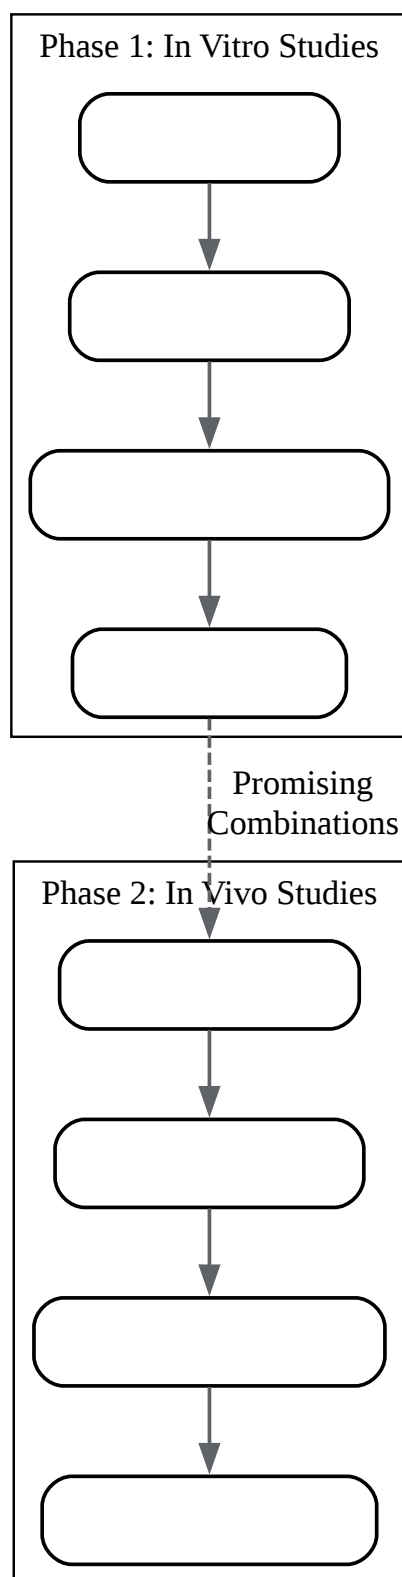 Phase 1: In Vitro Studies
Promising
Combinations
Phase 2: In Vivo Studies